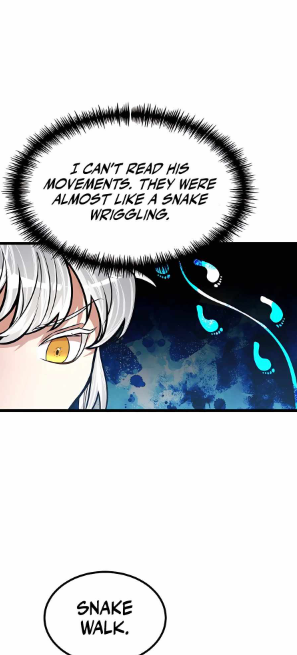 I CAN'T READ HIS
MOVEMENTS. THEY WERE
ALMOST LIKE A SNAKE
WRIGGLING.
SNAKE
WALK.